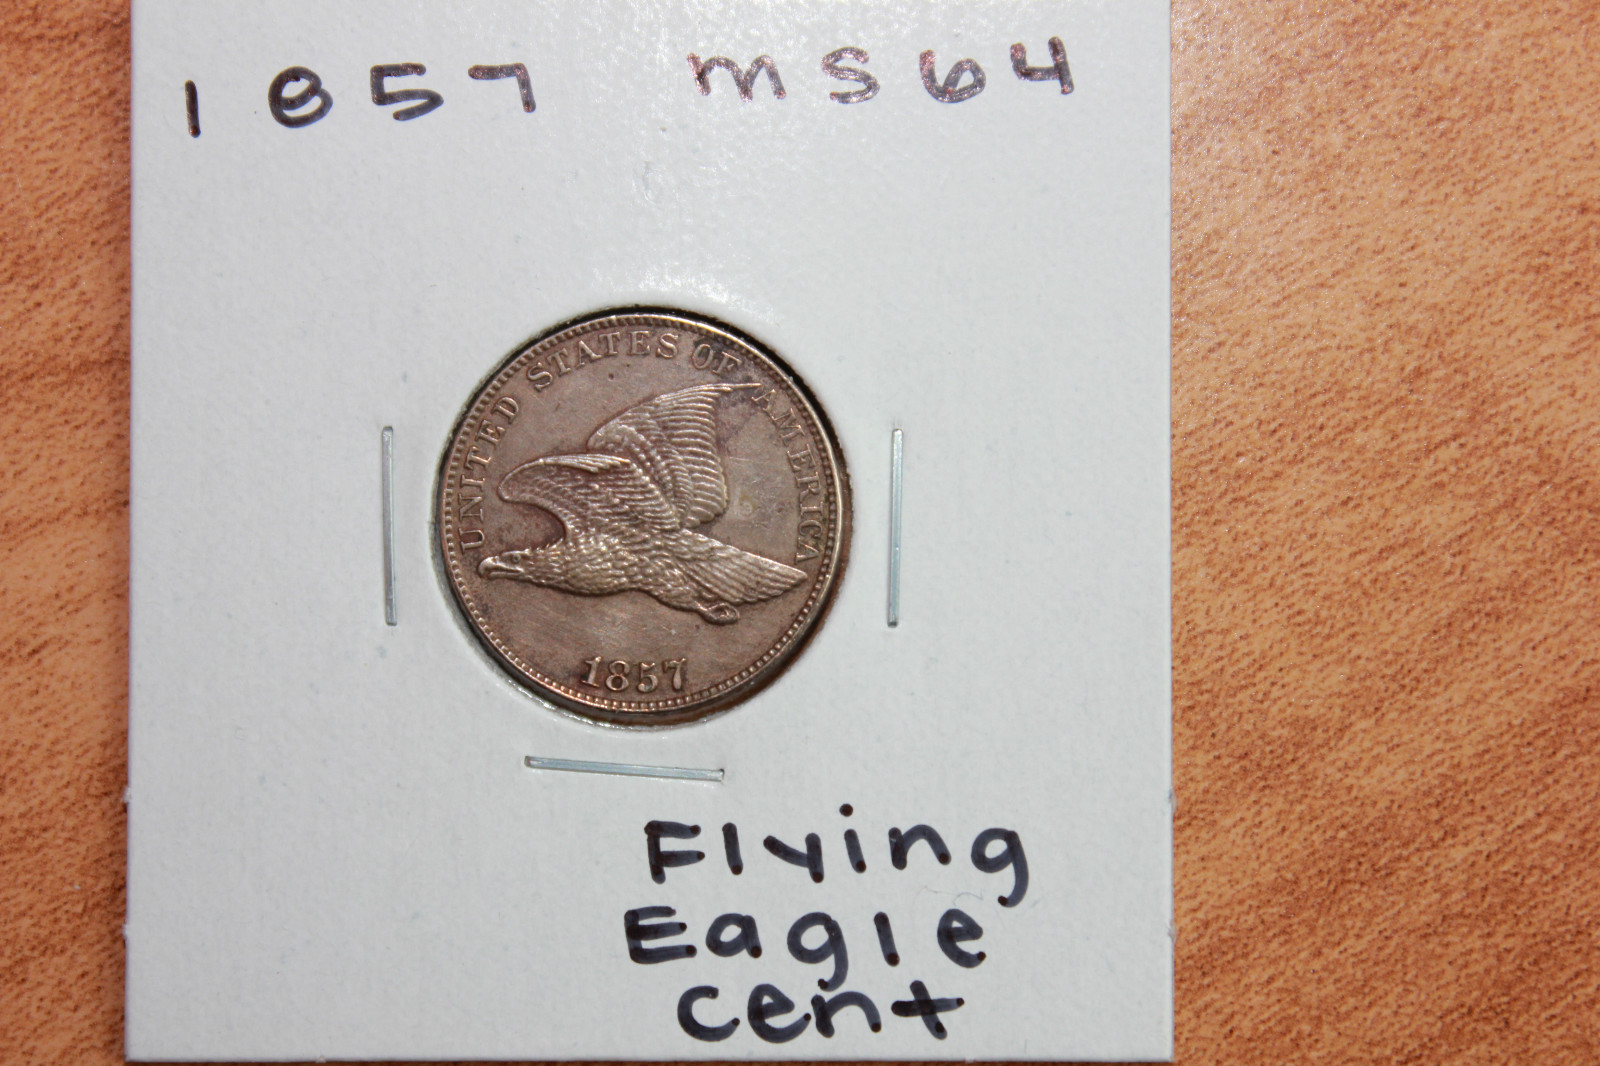 1857 MS64
UNITED STATES OF AMERICA
1857
Flying
Eagle
cent